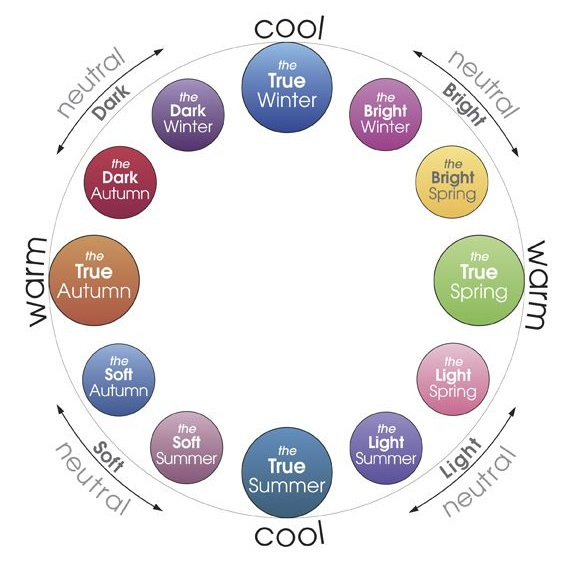 cool
neutral
Dark
neutral
Bright
the
True
Winter
the
Dark
Winter
the
Bright
Winter
the
Dark
Autumn
the
Bright
Spring
warm
the
True
Autumn
the
True
Spring
warm
the
Soft
Autumn
the
Light
Spring
the
Soft
Summer
the
True
Summer
the
Light
Summer
Soft
neutral
Light
neutral
cool